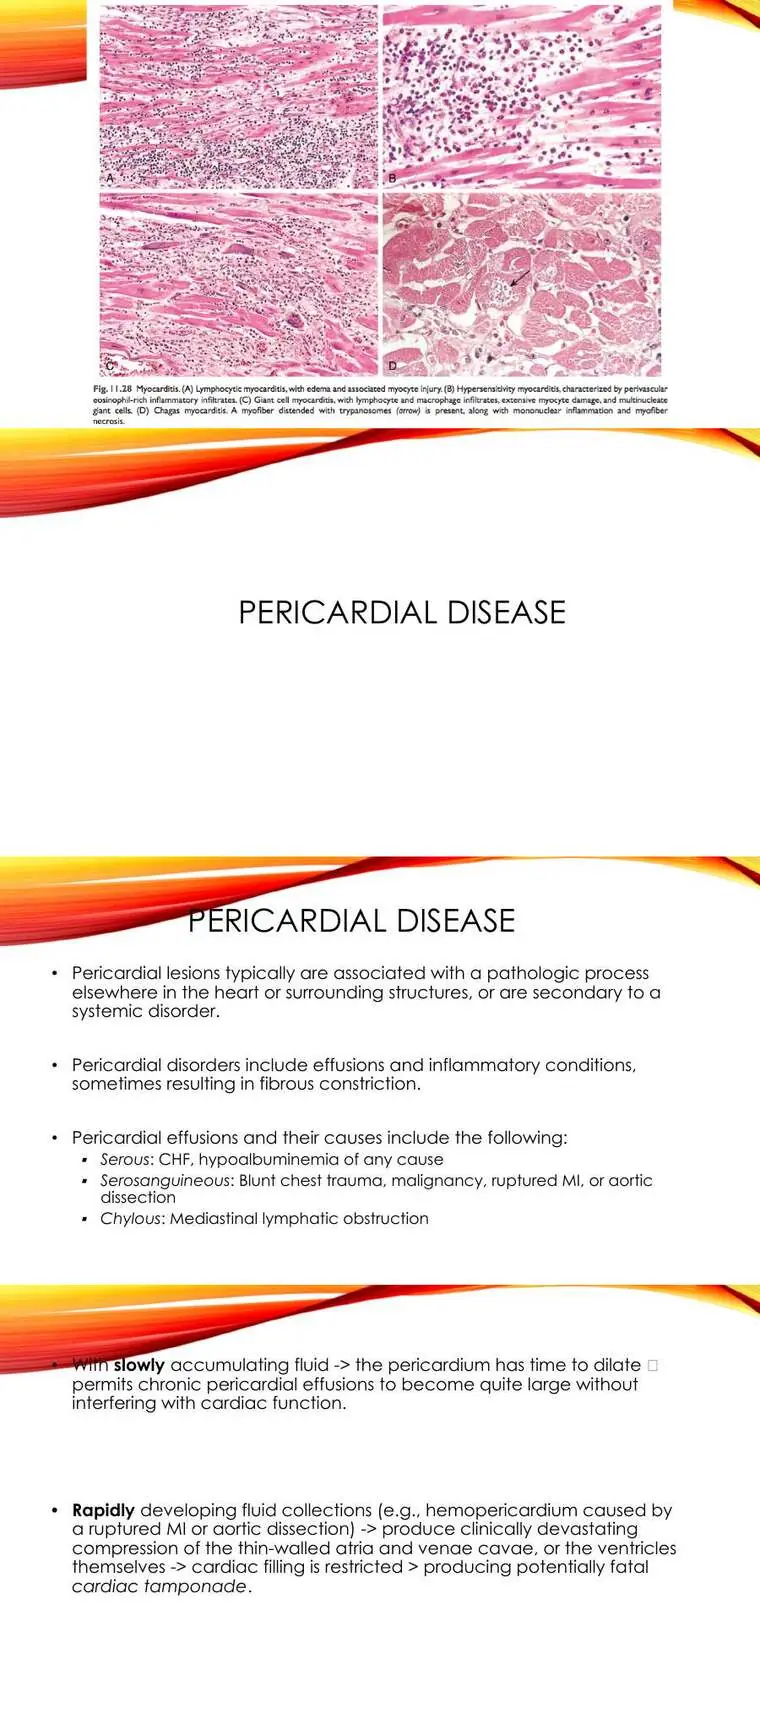 A
B
C
D
Fig. 11.28 Myocarditis. (A) Lymphocytic myocarditis, with edema and associated myocyte injury. (B) Hypersensitivity myocarditis, characterized by perivascular
eosinophil-rich inflammatory infiltrates. (C) Giant cell myocarditis, with lymphocyte and macrophage infiltrates, extensive myocyte damage, and multinucleate
giant cells. (D) Chagas myocarditis. A myofiber distended with trypanosomes (arrow) is present, along with mononuclear inflammation and myofiber
necrosis.
PERICARDIAL DISEASE
PERICARDIAL DISEASE
• Pericardial lesions typically are associated with a pathologic process
elsewhere in the heart or surrounding structures, or are secondary to a
systemic disorder.
• Pericardial disorders include effusions and inflammatory conditions,
sometimes resulting in fibrous constriction.
• Pericardial effusions and their causes include the following:
▪ Serous: CHF, hypoalbuminemia of any cause
▪ Serosanguineous: Blunt chest trauma, malignancy, ruptured MI, or aortic
dissection
▪ Chylous: Mediastinal lymphatic obstruction
• With slowly accumulating fluid -> the pericardium has time to dilate □
permits chronic pericardial effusions to become quite large without
interfering with cardiac function.
• Rapidly developing fluid collections (e.g., hemopericardium caused by
a ruptured MI or aortic dissection) -> produce clinically devastating
compression of the thin-walled atria and venae cavae, or the ventricles
themselves -> cardiac filling is restricted > producing potentially fatal
cardiac tamponade.